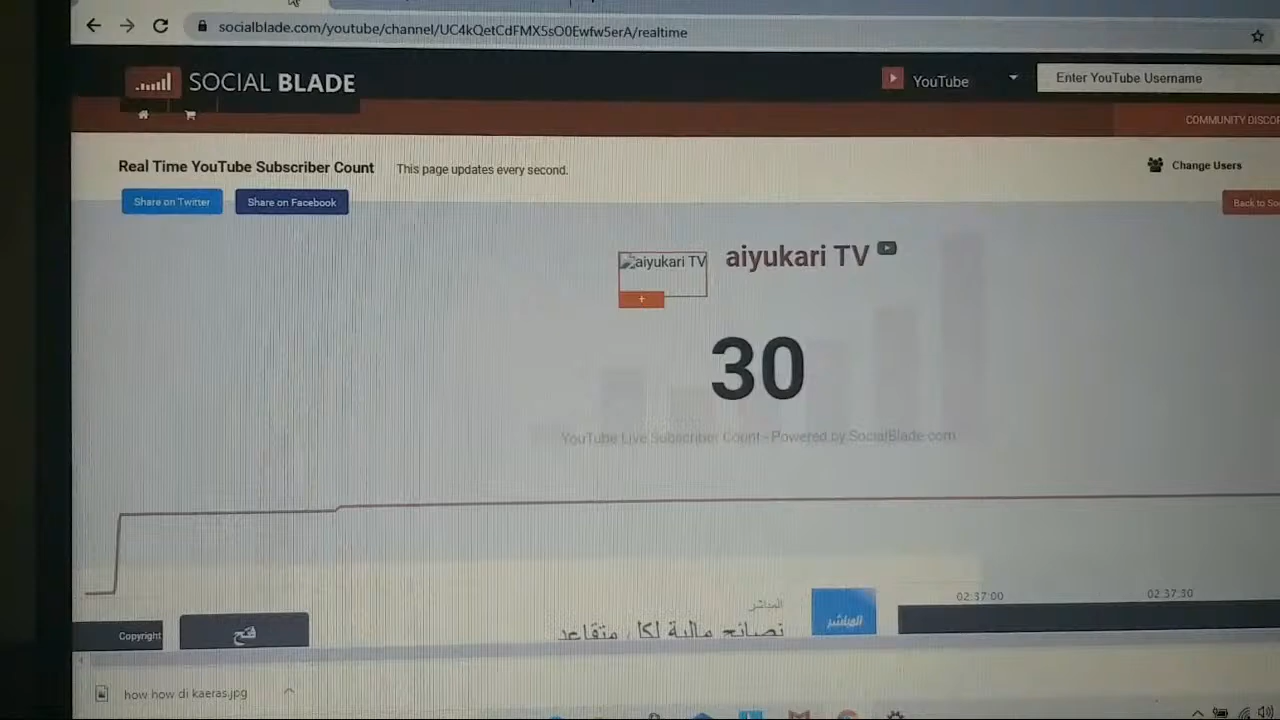 socialblade.com/youtube/channel/UC4kQetCdFMX5sO0Ewfw5erA/realtime
SOCIAL BLADE
YouTube
Enter YouTube Username
COMMUNITY DISCOR
Real Time YouTube Subscriber Count
This page updates every second.
Change Users
Share on Twitter
Share on Facebook
Back to So
aiyukari TV
aiyukari TV
+
30
YouTube Live Subscriber Count - Powered by SocialBlade.com
02:37:00
02:37:30
المباشر
المباشر
نصائح مالية لكل متقاعد
فتح
Copyright
how how di kaeras.jpg